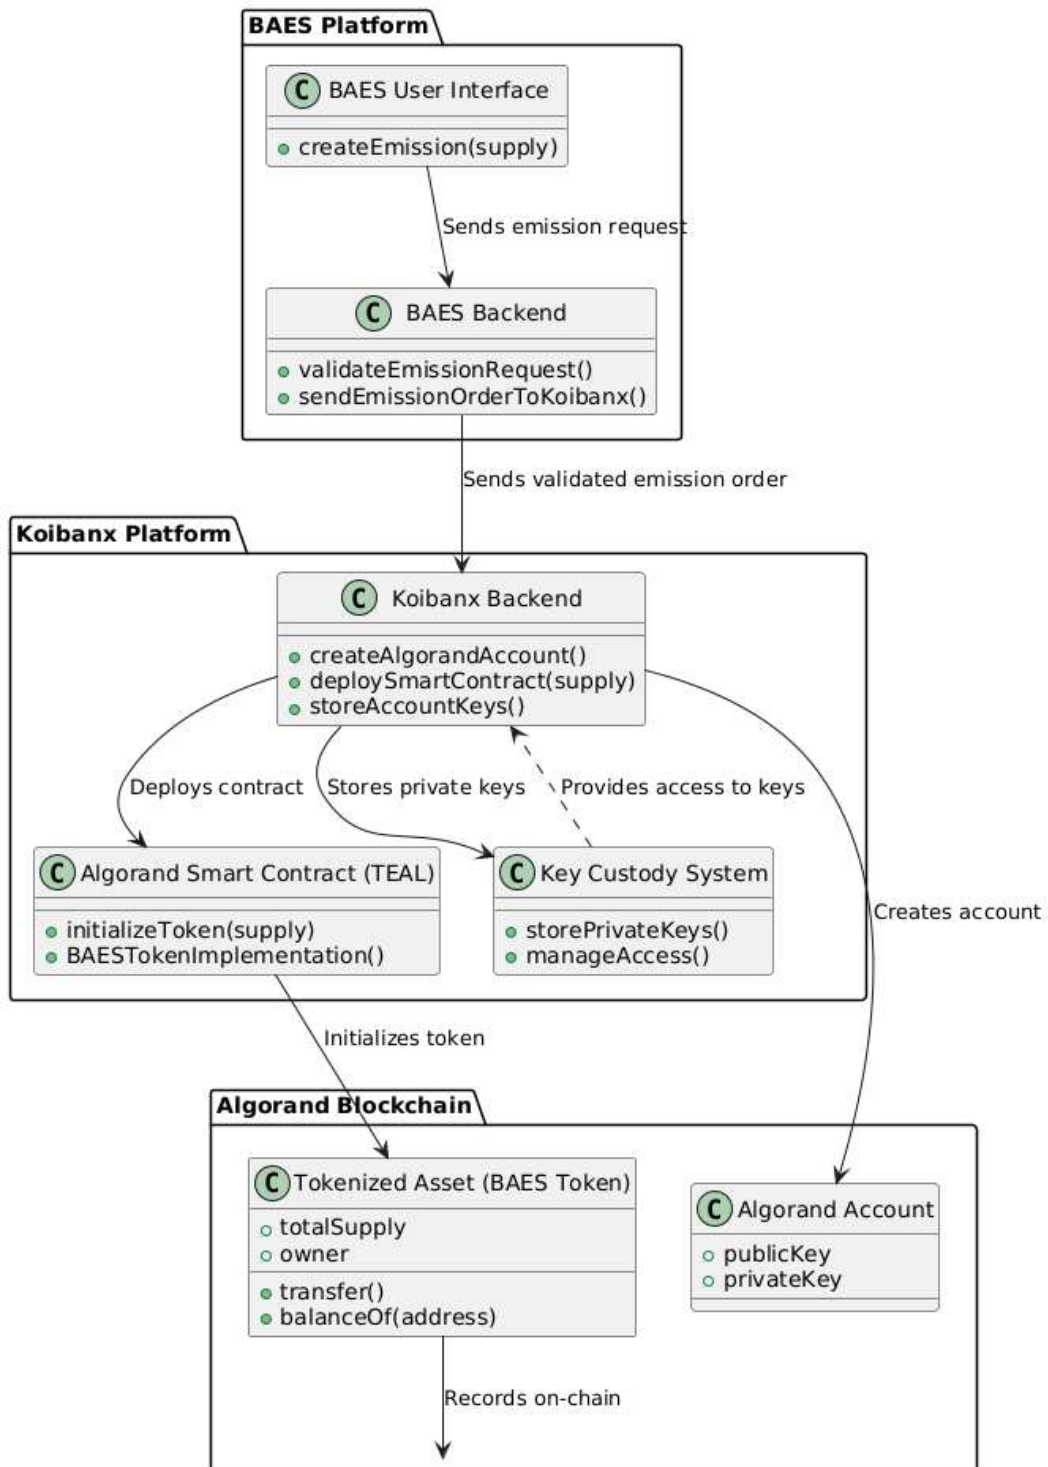 BAES Platform
C BAES User Interface
createEmission(supply)
Sends emission request
C BAES Backend
validateEmissionRequest()
sendEmissionOrderToKoibanx()
Sends validated emission order
Koibanx Platform
C Koibanx Backend
createAlgorandAccount()
deploySmartContract(supply)
storeAccountKeys()
Deploys contract
Stores private keys
Provides access to keys
C Algorand Smart Contract (TEAL)
initializeToken(supply)
BAESTokenImplementation()
C Key Custody System
storePrivateKeys()
manageAccess()
Creates account
Initializes token
Algorand Blockchain
C Tokenized Asset (BAES Token)
totalSupply
owner
transfer()
balanceOf(address)
C Algorand Account
publicKey
privateKey
Records on-chain